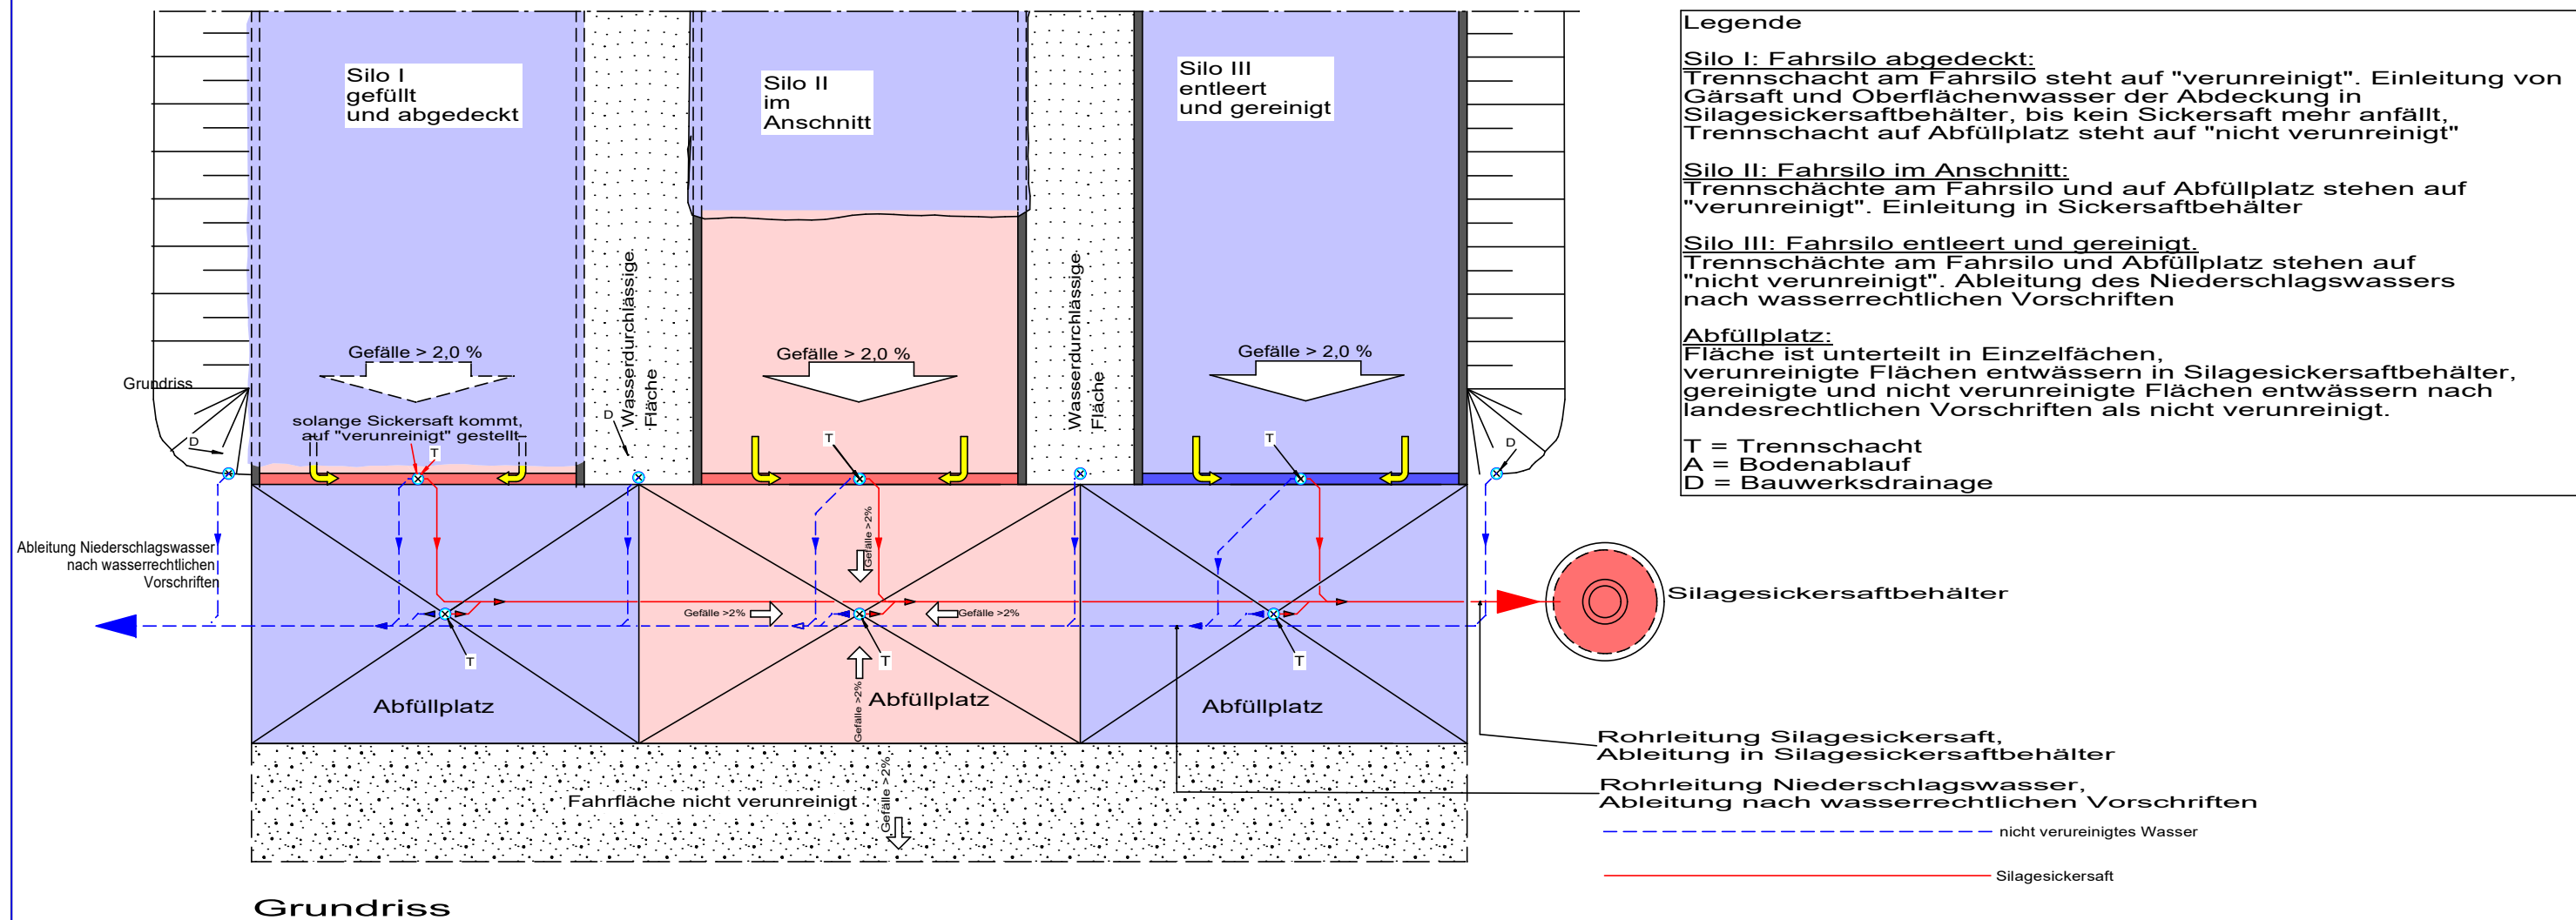 Silo I
gefüllt
und abgedeckt
Silo II
im
Anschnitt
Silo III
entleert
und gereinigt
Wasserdurchlässige
Fläche
Wasserdurchlässige
Fläche
Gefälle > 2,0 %
Gefälle > 2,0 %
Gefälle > 2,0 %
Grundriss
solange Sickersaft kommt,
auf "verunreinigt" gestellt
D
T
D
T
T
D
Ableitung Niederschlagswasser
nach wasserrechtlichen
Vorschriften
Gefälle >2%
Gefälle >2%
Gefälle >2%
Gefälle >2%
T
T
T
Abfüllplatz
Abfüllplatz
Abfüllplatz
Fahrfläche nicht verunreinigt
Gefälle >2%
Grundriss
Legende
Silo I: Fahrsilo abgedeckt:
Trennschacht am Fahrsilo steht auf "verunreinigt". Einleitung von
Gärsaft und Oberflächenwasser der Abdeckung in
Silagesickersaftbehälter, bis kein Sickersaft mehr anfällt,
Trennschacht auf Abfüllplatz steht auf "nicht verunreinigt"
Silo II: Fahrsilo im Anschnitt:
Trennschächte am Fahrsilo und auf Abfüllplatz stehen auf
"verunreinigt". Einleitung in Sickersaftbehälter
Silo III: Fahrsilo entleert und gereinigt.
Trennschächte am Fahrsilo und Abfüllplatz stehen auf
"nicht verunreinigt". Ableitung des Niederschlagswassers
nach wasserrechtlichen Vorschriften
Abfüllplatz:
Fläche ist unterteilt in Einzelfächen,
verunreinigte Flächen entwässern in Silagesickersaftbehälter,
gereinigte und nicht verunreinigte Flächen entwässern nach
landesrechtlichen Vorschriften als nicht verunreinigt.
T = Trennschacht
A = Bodenablauf
D = Bauwerksdrainage
Silagesickersaftbehälter
Rohrleitung Silagesickersaft,
Ableitung in Silagesickersaftbehälter
Rohrleitung Niederschlagswasser,
Ableitung nach wasserrechtlichen Vorschriften
nicht verureinigtes Wasser
Silagesickersaft